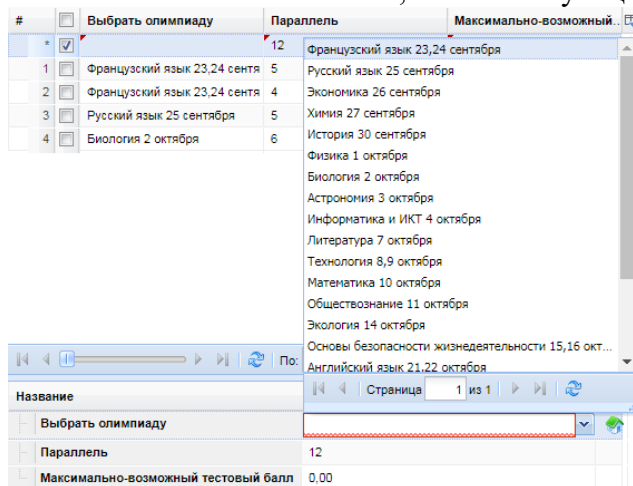 # Выбрать олимпиаду Параллель Максимально-возможный..
* 12
1 Французский язык 23,24 сентя 5
2 Французский язык 23,24 сентя 4
3 Русский язык 25 сентября 5
4 Биология 2 октября 6
Французский язык 23,24 сентября
Русский язык 25 сентября
Экономика 26 сентября
Химия 27 сентября
История 30 сентября
Физика 1 октября
Биология 2 октября
Астрономия 3 октября
Информатика и ИКТ 4 октября
Литература 7 октября
Технология 8,9 октября
Математика 10 октября
Обществознание 11 октября
Экология 14 октября
Основы безопасности жизнедеятельности 15,16 окт...
Английский язык 21,22 октября
По:
Страница 1 из 1
Название
Выбрать олимпиаду
Параллель 12
Максимально-возможный тестовый балл 0,00